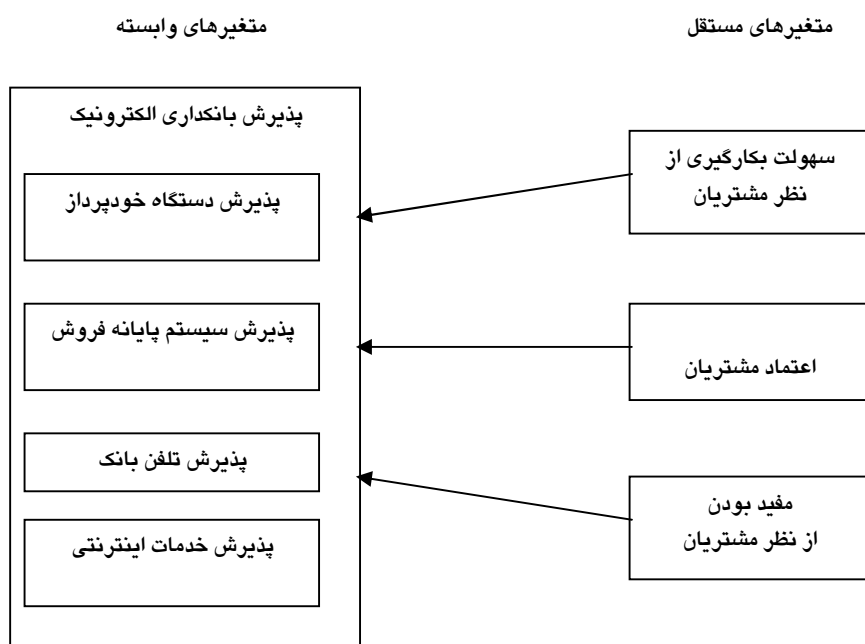 متغیرهای مستقل
متغیرهای وابسته
سهولت بکارگیری از
نظر مشتریان
اعتماد مشتریان
مفید بودن
از نظر مشتریان
پذیرش بانکداری الکترونیک
پذیرش دستگاه خودپرداز
پذیرش سیستم پایانه فروش
پذیرش تلفن بانک
پذیرش خدمات اینترنتی